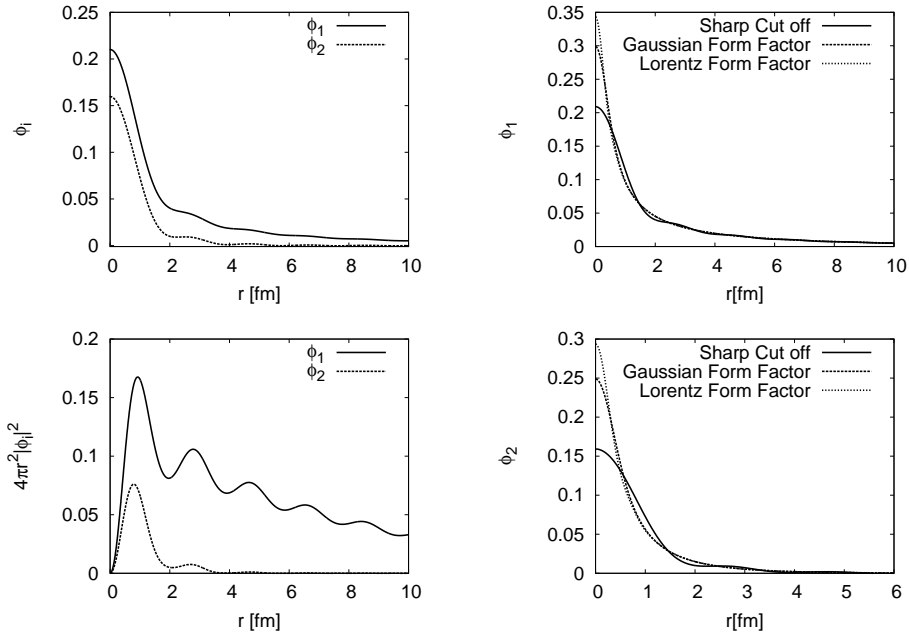 0.25
0.2
0.15
0.1
0.05
0
0 2 4 6 8 10
ϕi
r [fm]
ϕ1
ϕ2
0.35
0.3
0.25
0.2
0.15
0.1
0.05
0
0 2 4 6 8 10
ϕ1
r[fm]
Sharp Cut off
Gaussian Form Factor
Lorentz Form Factor
0.2
0.15
0.1
0.05
0
0 2 4 6 8 10
4πr²|ϕi|²
r [fm]
ϕ1
ϕ2
0.3
0.25
0.2
0.15
0.1
0.05
0
0 1 2 3 4 5 6
ϕ2
r[fm]
Sharp Cut off
Gaussian Form Factor
Lorentz Form Factor